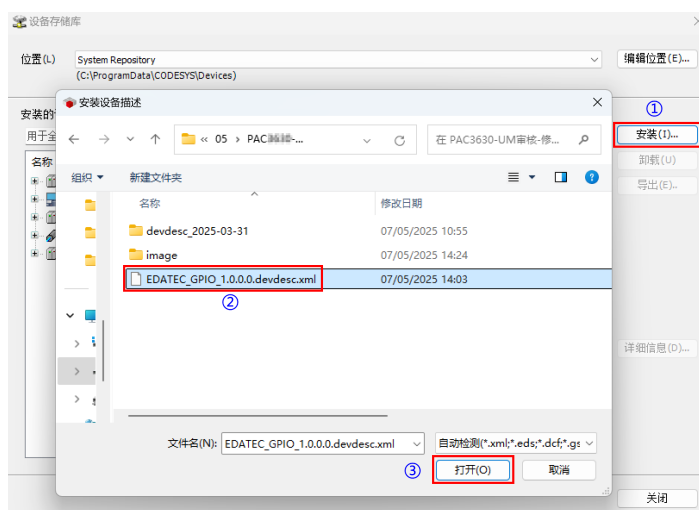 设备存储库
位置(L)
System Repository
编辑位置(E)...
(C:\ProgramData\CODESYS\Devices)
安装的
安装设备描述
①
用于全
« 05 › PAC
在 PAC3630-UM审核-修...
安装(I)...
名称
卸载(U)
组织
新建文件夹
导出(E)..
名称
修改日期
devdesc_2025-03-31
07/05/2025 10:55
image
07/05/2025 14:24
EDATEC_GPIO_1.0.0.0.devdesc.xml
07/05/2025 14:03
②
详细信息(D)...
文件名(N):
EDATEC_GPIO_1.0.0.0.devdesc.xml
自动检测(*.xml;*.eds;*.dcf;*.gs
③
打开(O)
取消
关闭